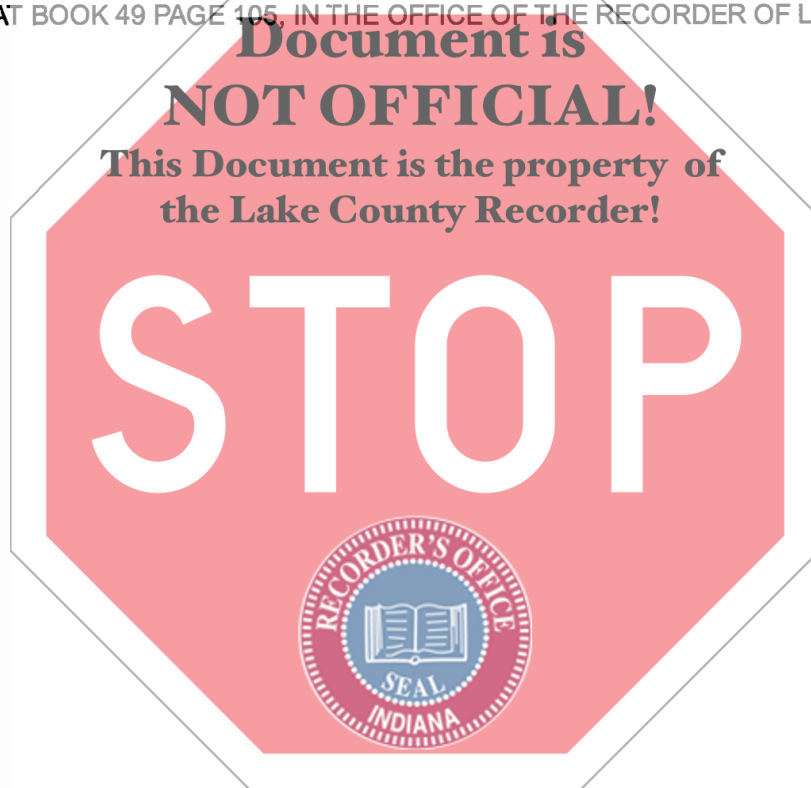 AT BOOK 49 PAGE 105, IN THE OFFICE OF THE RECORDER OF L
Document is
NOT OFFICIAL!
This Document is the property of
the Lake County Recorder!
STOP
RECORDER'S OFFICE
SEAL
INDIANA